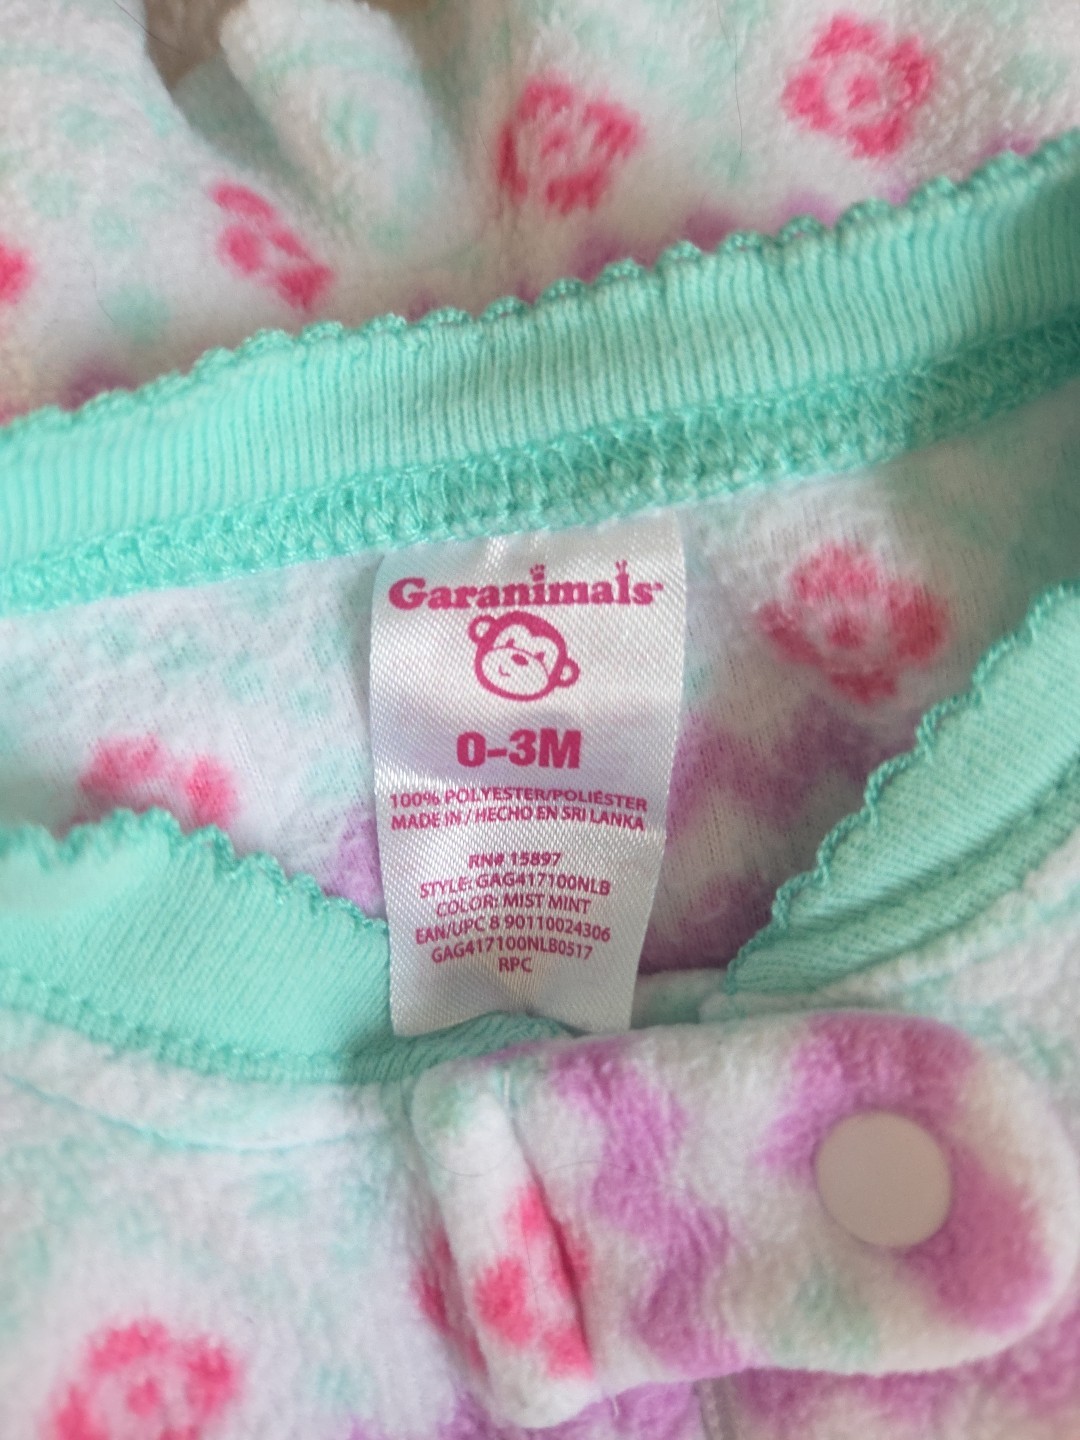 Garanimals
0-3M
100% POLYESTER/POLIÉSTER
MADE IN / HECHO EN SRI LANKA
RN# 15897
STYLE: GAG417100NLB
COLOR: MIST MINT
EAN/UPC 8 90110024306
GAG417100NLB0517
RPC